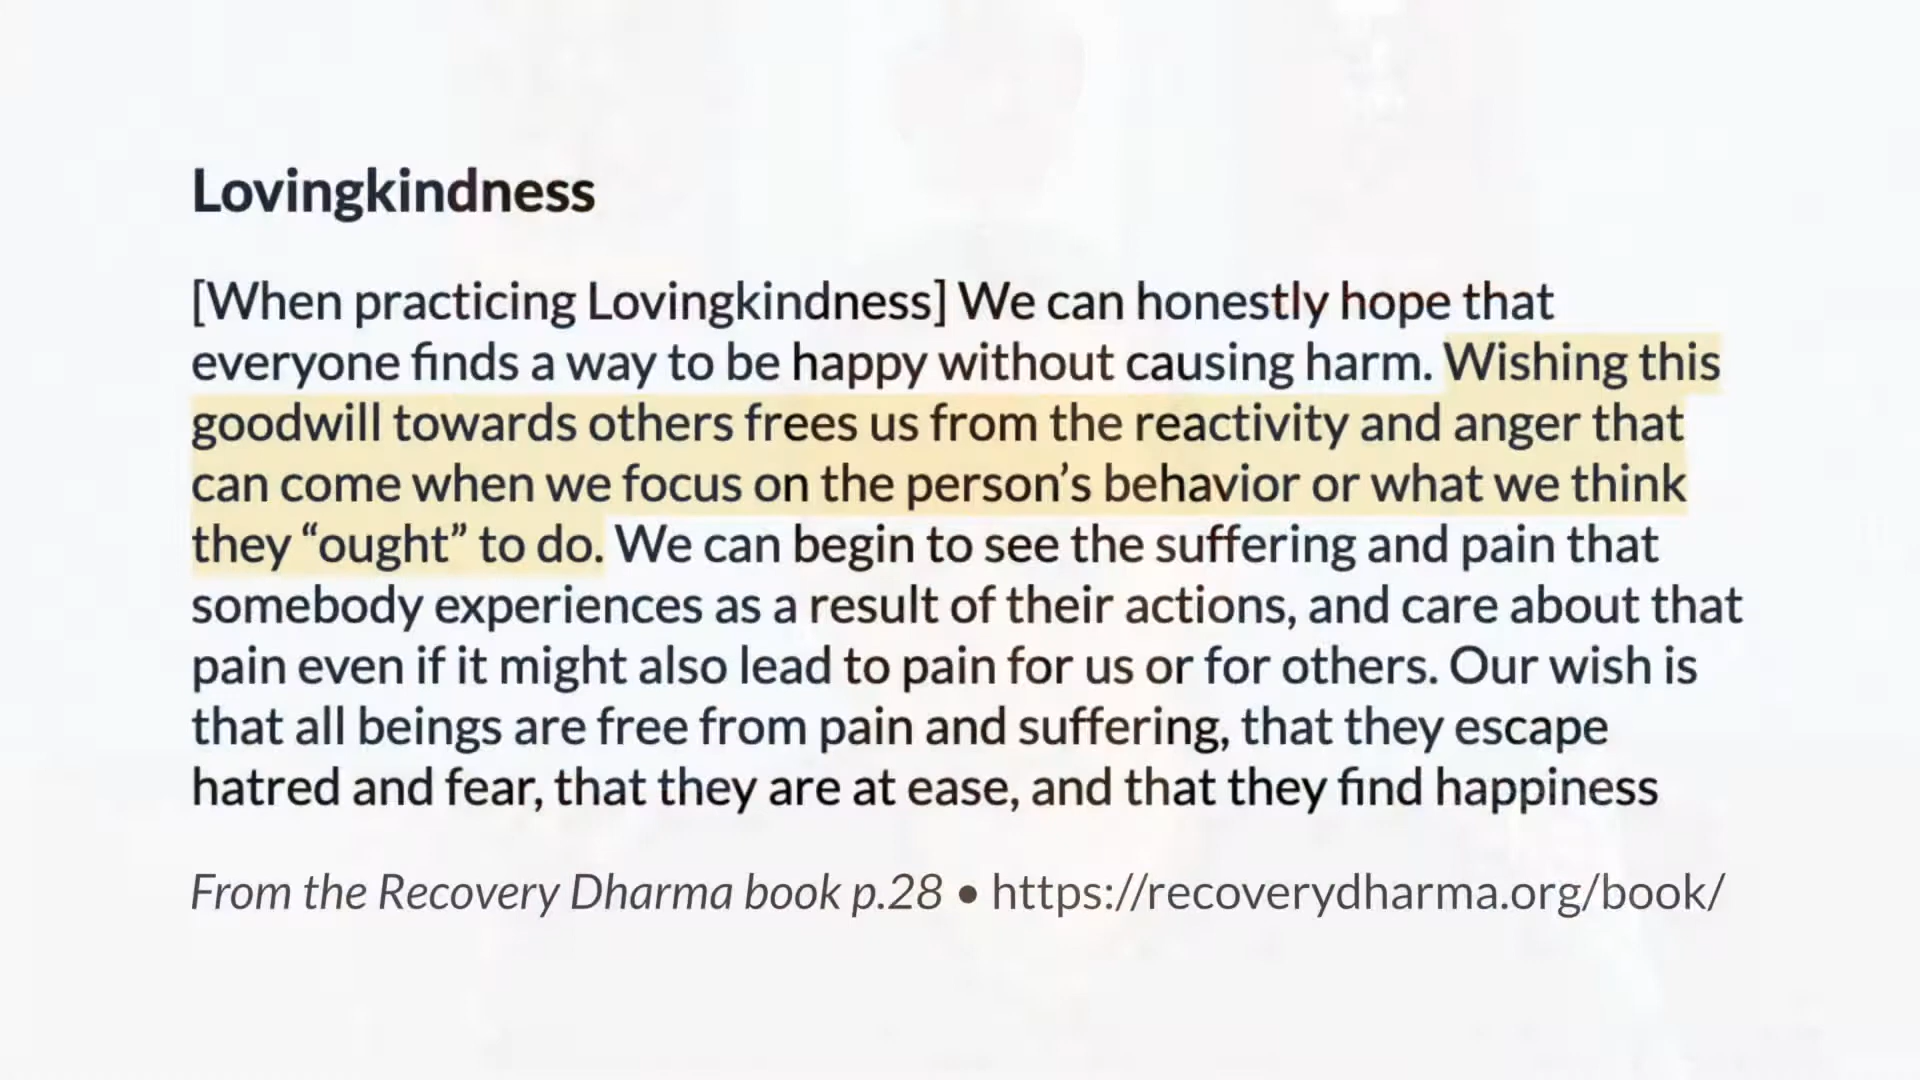 Lovingkindness
[When practicing Lovingkindness] We can honestly hope that
everyone finds a way to be happy without causing harm. Wishing this
goodwill towards others frees us from the reactivity and anger that
can come when we focus on the person’s behavior or what we think
they “ought” to do. We can begin to see the suffering and pain that
somebody experiences as a result of their actions, and care about that
pain even if it might also lead to pain for us or for others. Our wish is
that all beings are free from pain and suffering, that they escape
hatred and fear, that they are at ease, and that they find happiness
From the Recovery Dharma book p.28 • https://recoverydharma.org/book/